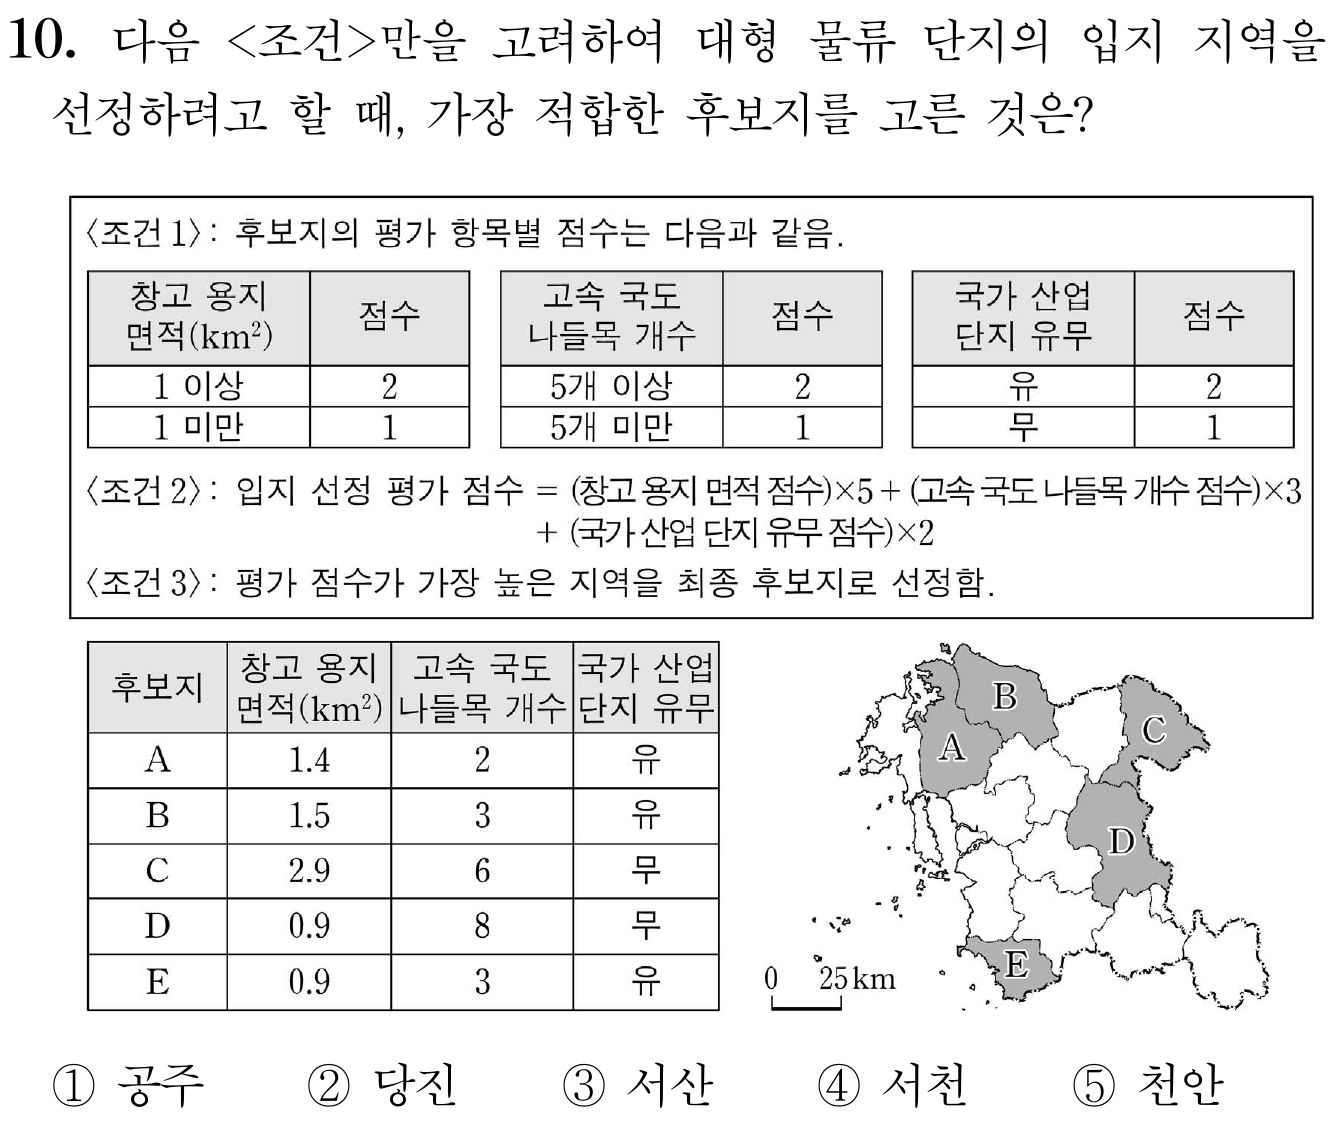 10. 다음 <조건>만을 고려하여 대형 물류 단지의 입지 지역을
선정하려고 할 때, 가장 적합한 후보지를 고른 것은?
〈조건 1〉: 후보지의 평가 항목별 점수는 다음과 같음.
창고 용지 면적(km²) 점수
1 이상 2
1 미만 1
고속 국도 나들목 개수 점수
5개 이상 2
5개 미만 1
국가 산업 단지 유무 점수
유 2
무 1
〈조건 2〉: 입지 선정 평가 점수 = (창고 용지 면적 점수)×5 + (고속 국도 나들목 개수 점수)×3
+ (국가 산업 단지 유무 점수)×2
〈조건 3〉: 평가 점수가 가장 높은 지역을 최종 후보지로 선정함.
후보지 창고 용지 면적(km²) 고속 국도 나들목 개수 국가 산업 단지 유무
A 1.4 2 유
B 1.5 3 유
C 2.9 6 무
D 0.9 8 무
E 0.9 3 유
B
C
A
D
E
0 25 km
① 공주 ② 당진 ③ 서산 ④ 서천 ⑤ 천안